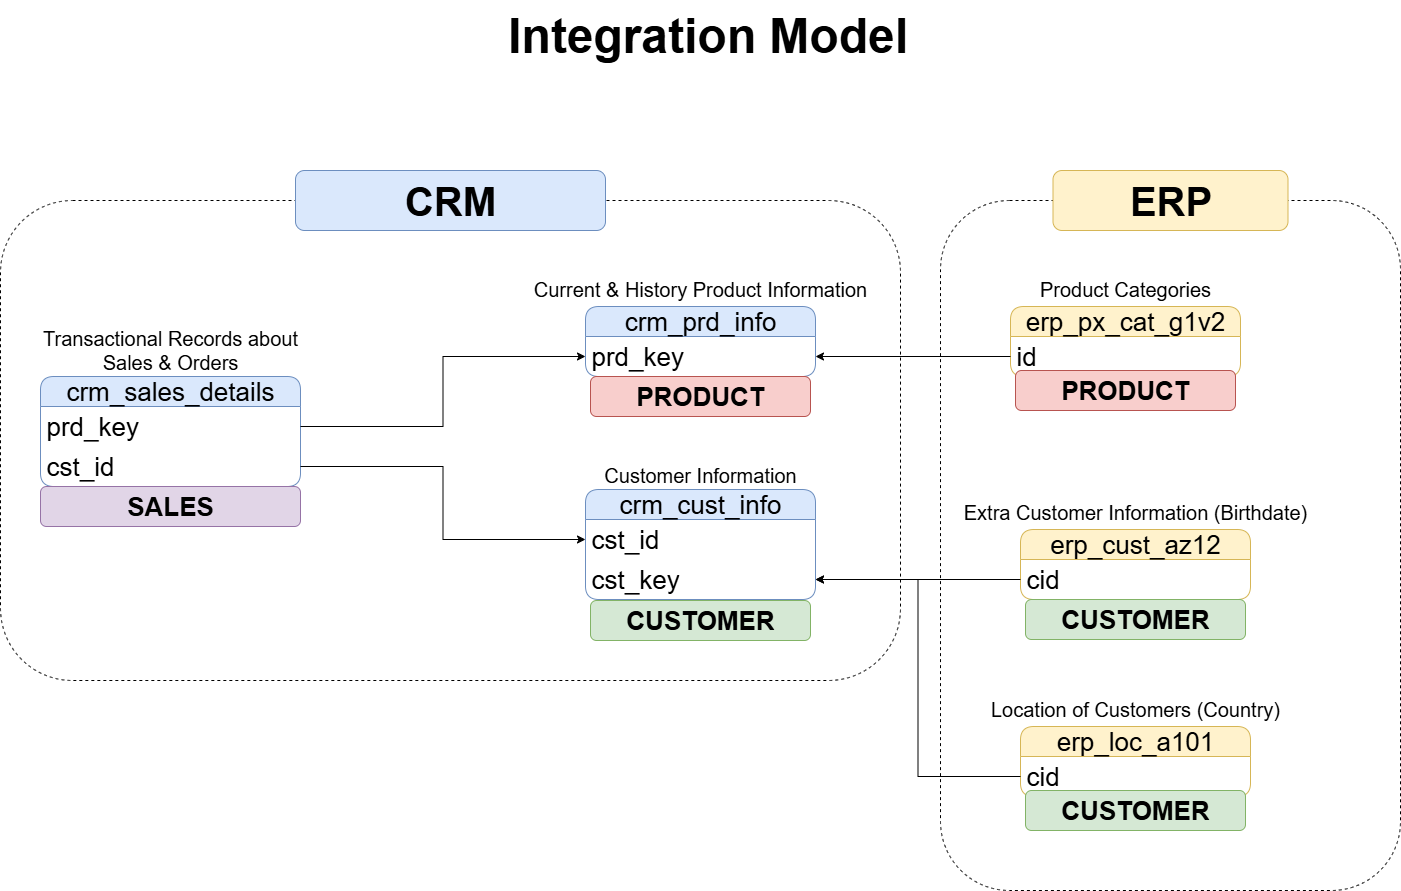 Integration Model
CRM
ERP
Transactional Records about
Sales & Orders
crm_sales_details
prd_key
cst_id
SALES
Current & History Product Information
crm_prd_info
prd_key
PRODUCT
Customer Information
crm_cust_info
cst_id
cst_key
CUSTOMER
Product Categories
erp_px_cat_g1v2
id
PRODUCT
Extra Customer Information (Birthdate)
erp_cust_az12
cid
CUSTOMER
Location of Customers (Country)
erp_loc_a101
cid
CUSTOMER